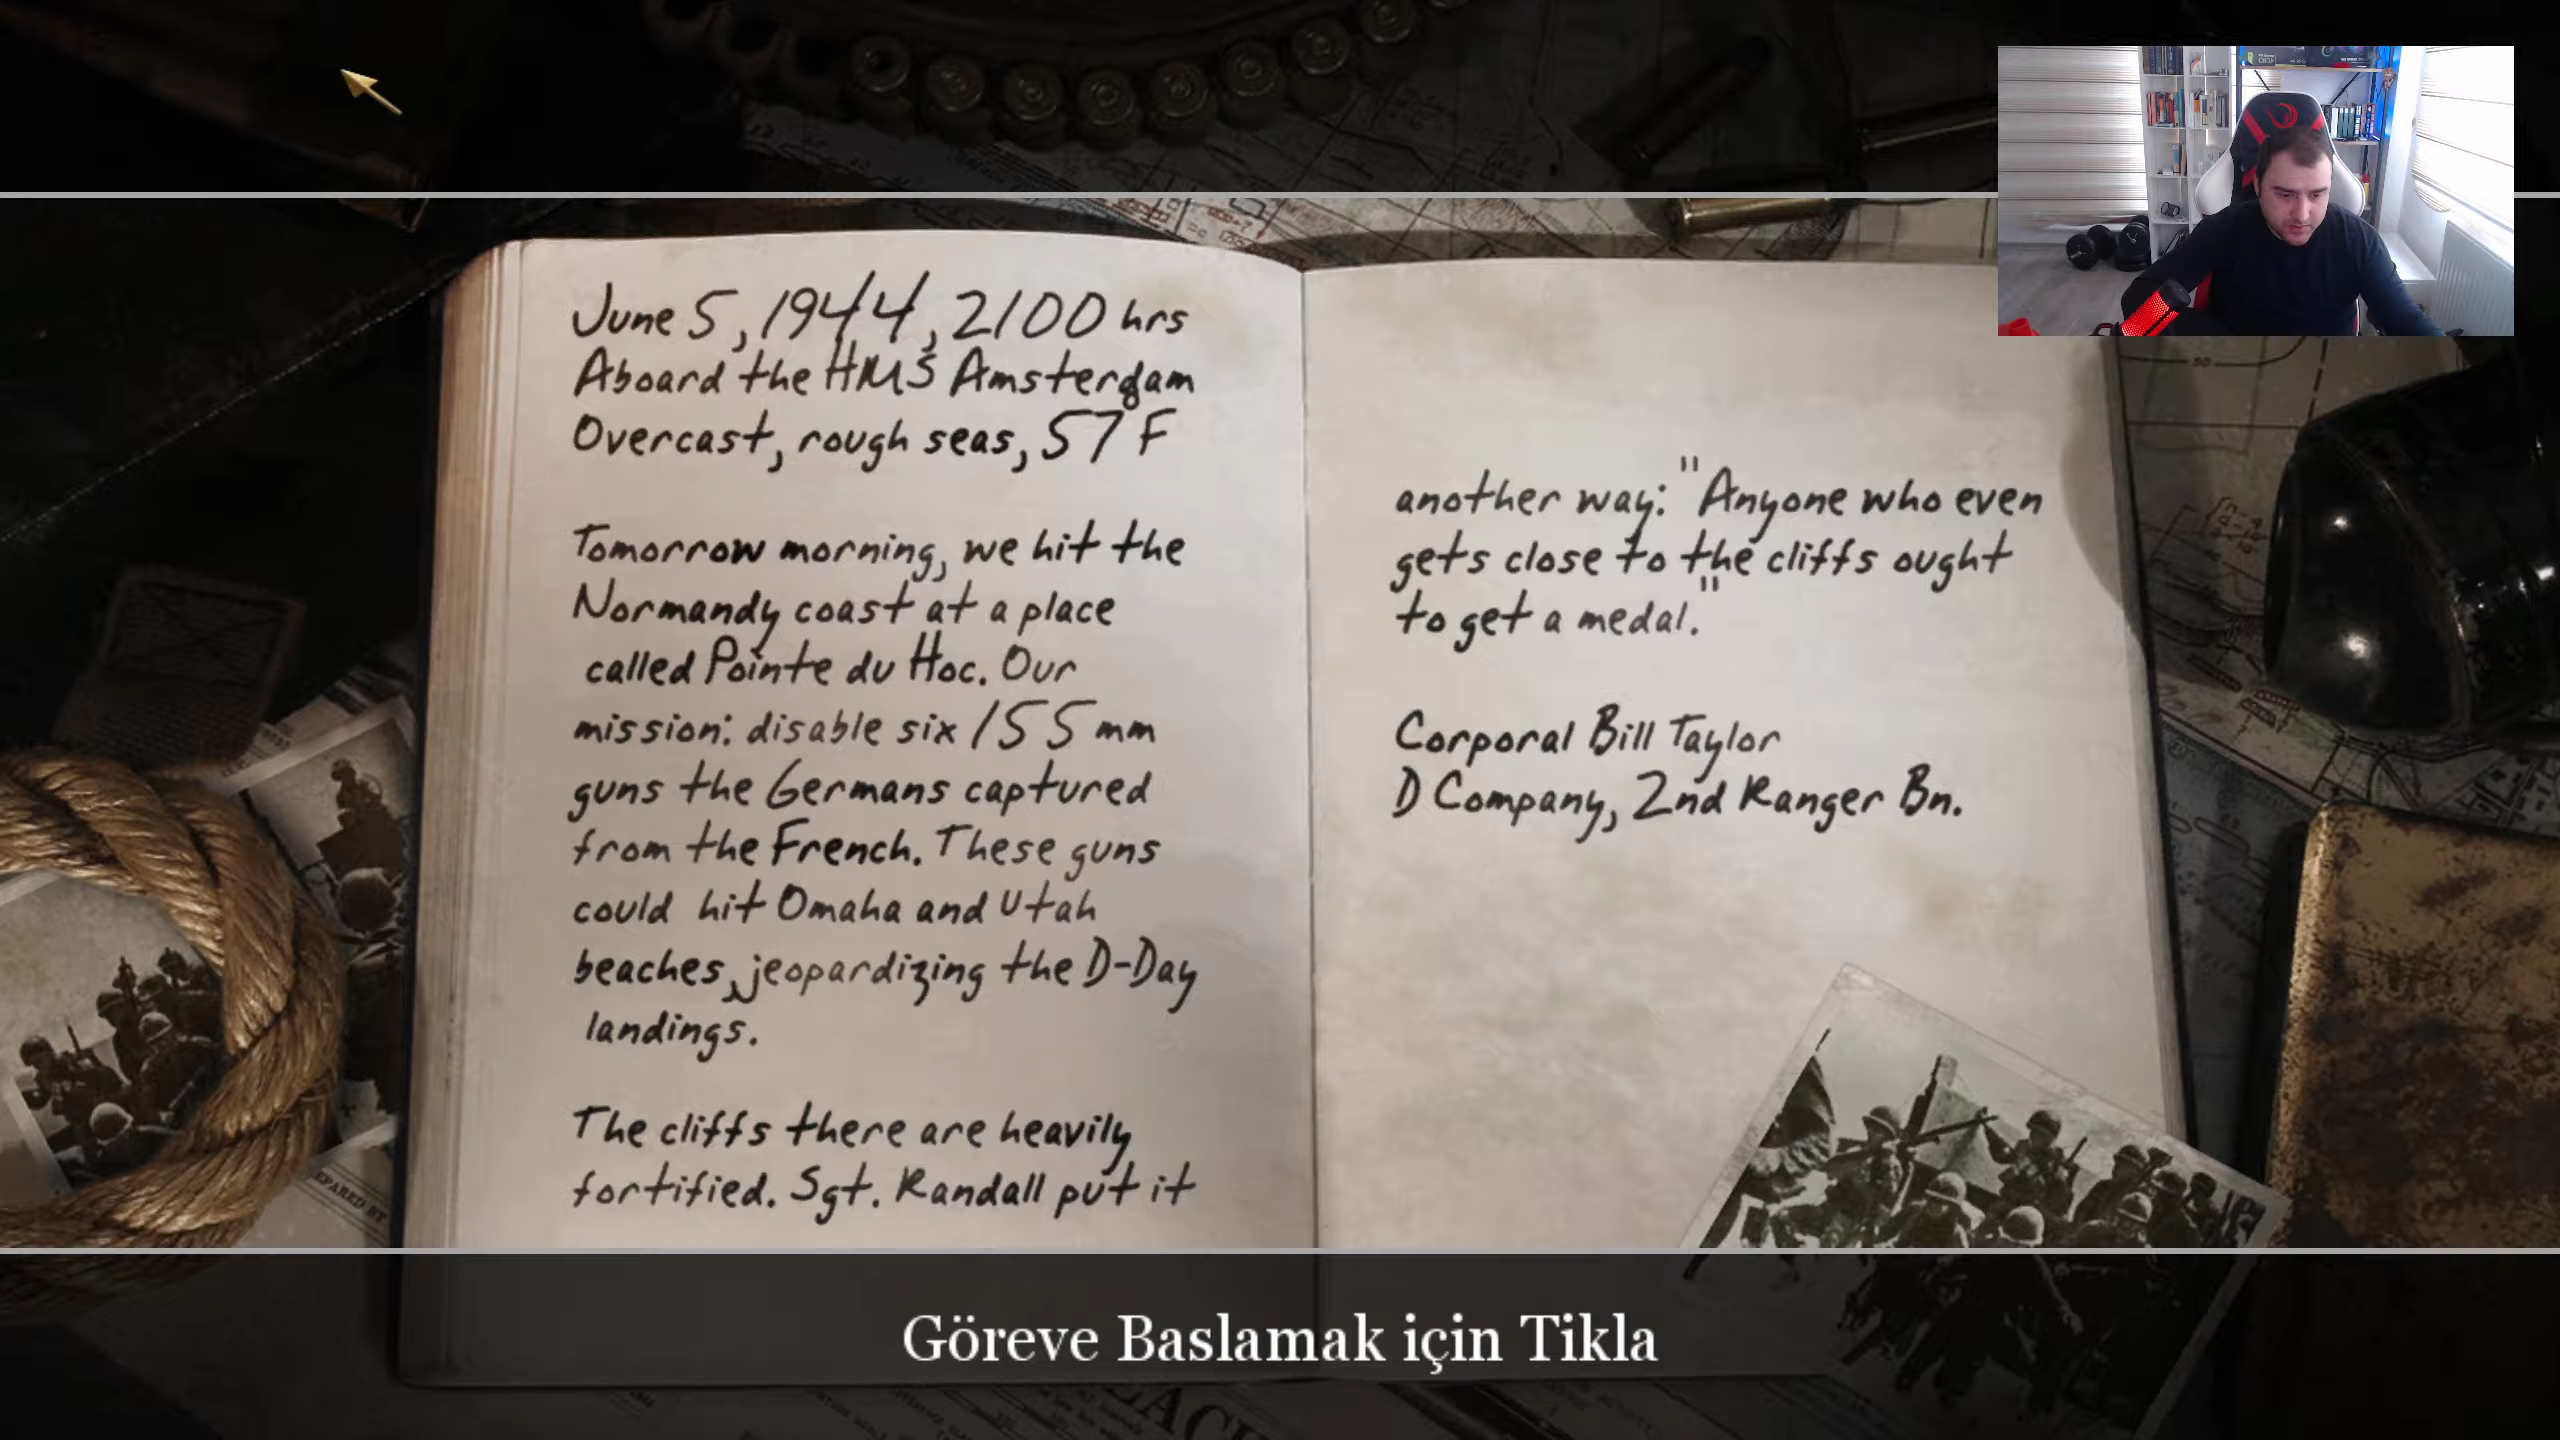 June 5, 1944, 2100 hrs
Aboard the HMS Amsterdam
Overcast, rough seas, 57 F
Tomorrow morning, we hit the
Normandy coast at a place
called Pointe du Hoc. Our
mission: disable six 155 mm
guns the Germans captured
from the French. These guns
could hit Omaha and Utah
beaches, jeopardizing the D-Day
landings.
The cliffs there are heavily
fortified. Sgt. Randall put it
another way: "Anyone who even
gets close to the cliffs ought
to get a medal."
Corporal Bill Taylor
D Company, 2nd Ranger Bn.
EPARED BY
Göreve Baslamak için Tikla